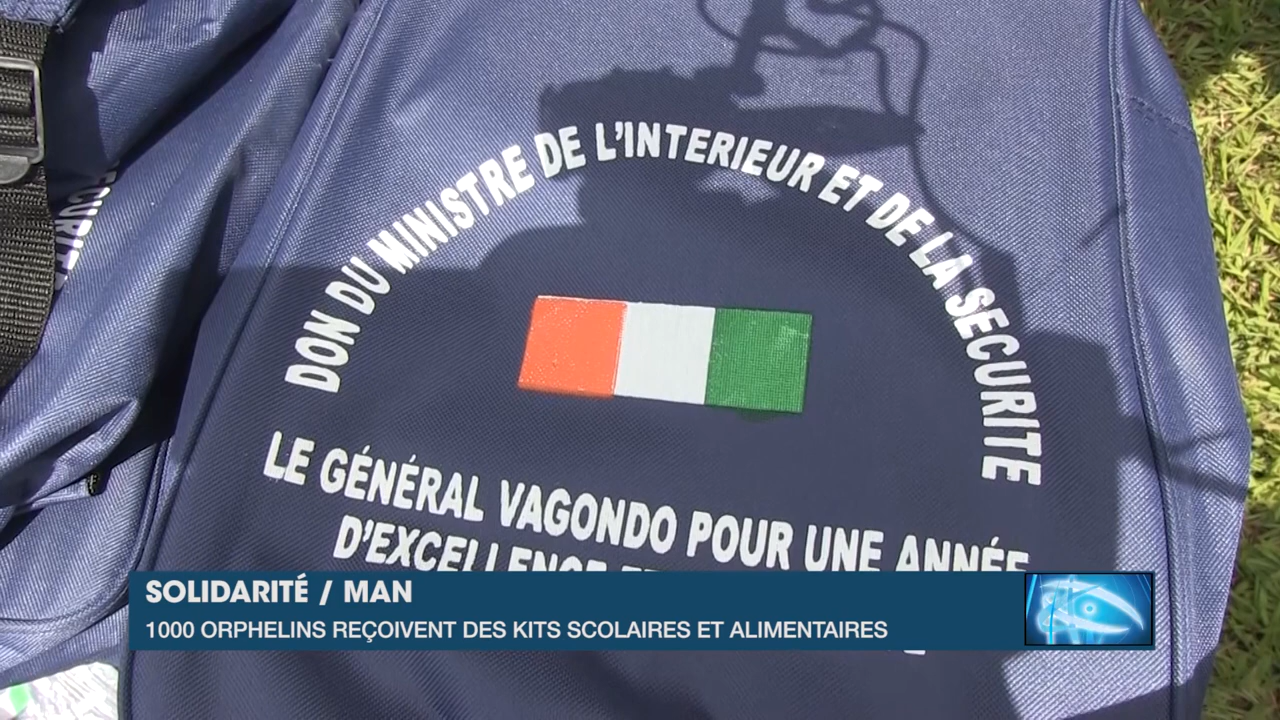 DON DU MINISTRE DE L'INTERIEUR ET DE LA SECURITE
LE GÉNÉRAL VAGONDO POUR UNE ANNÉE
D'EXCELLENCE
SOLIDARITÉ / MAN
1000 ORPHELINS REÇOIVENT DES KITS SCOLAIRES ET ALIMENTAIRES